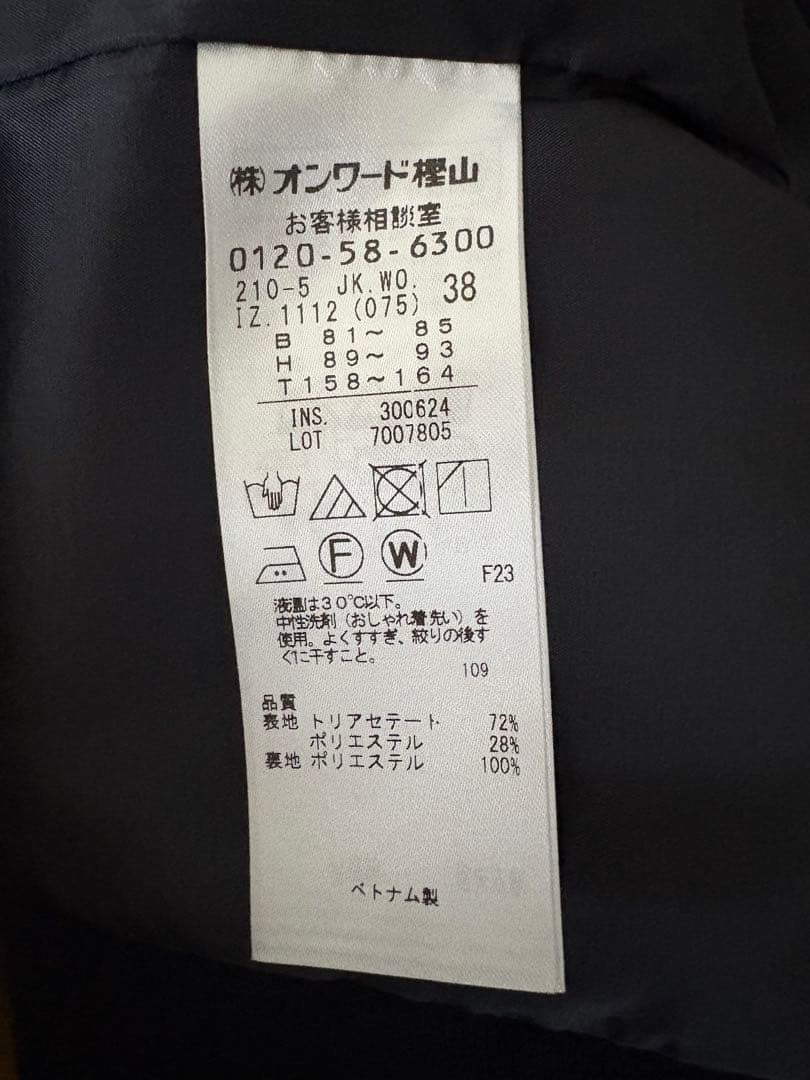 (株)オンワード樫山
お客様相談室
0120-58-6300
210-5 JK.WO. 38
IZ.1112 (075)
B 81〜 85
H 89〜 93
T158〜164
INS. 300624
LOT 7007805
F W
F23
液温は30℃以下。
中性洗剤（おしゃれ着洗い）を
使用。よくすすぎ、絞りの後す
ぐに干すこと。
109
品質
表地 トリアセテート 72%
ポリエステル 28%
裏地 ポリエステル 100%
ベトナム製